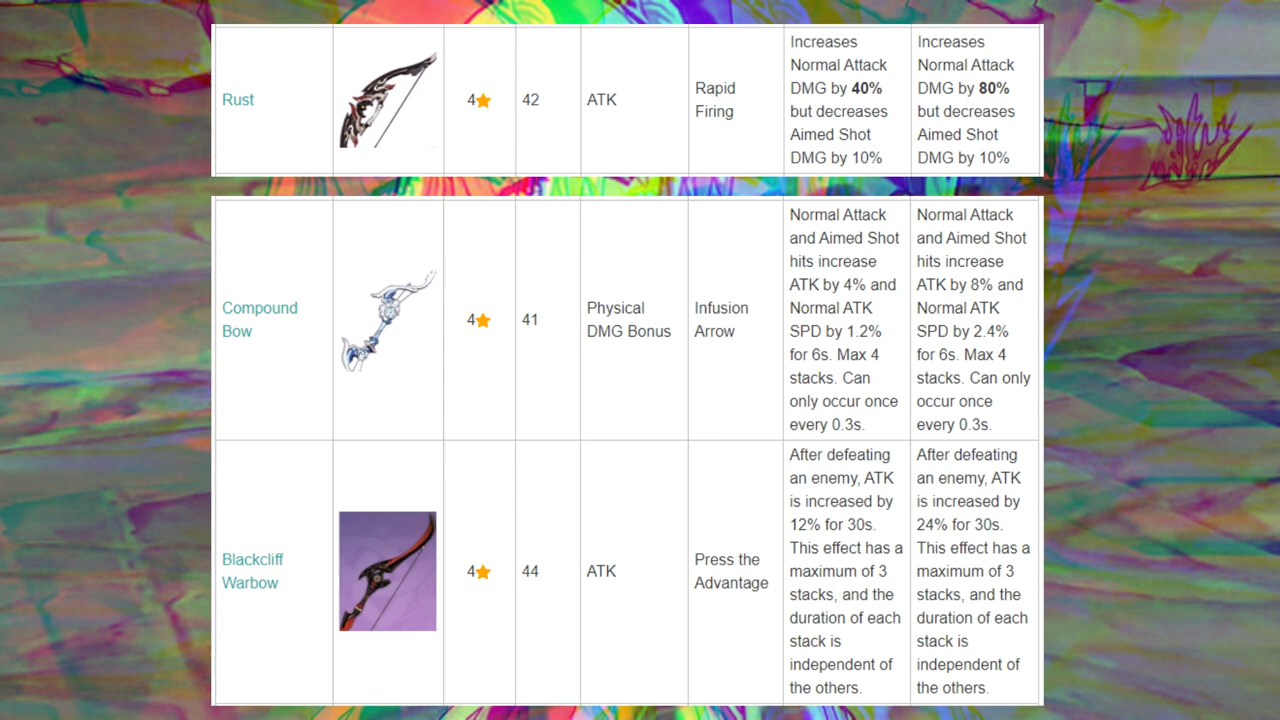 Rust
4
42
ATK
Rapid
Firing
Increases
Normal Attack
DMG by 40%
but decreases
Aimed Shot
DMG by 10%
Increases
Normal Attack
DMG by 80%
but decreases
Aimed Shot
DMG by 10%
Compound
Bow
4
41
Physical
DMG Bonus
Infusion
Arrow
Normal Attack
and Aimed Shot
hits increase
ATK by 4% and
Normal ATK
SPD by 1.2%
for 6s. Max 4
stacks. Can
only occur once
every 0.3s.
Normal Attack
and Aimed Shot
hits increase
ATK by 8% and
Normal ATK
SPD by 2.4%
for 6s. Max 4
stacks. Can only
occur once
every 0.3s.
Blackcliff
Warbow
4
44
ATK
Press the
Advantage
After defeating
an enemy, ATK
is increased by
12% for 30s.
This effect has a
maximum of 3
stacks, and the
duration of each
stack is
independent of
the others.
After defeating
an enemy, ATK
is increased by
24% for 30s.
This effect has a
maximum of 3
stacks, and the
duration of each
stack is
independent of
the others.